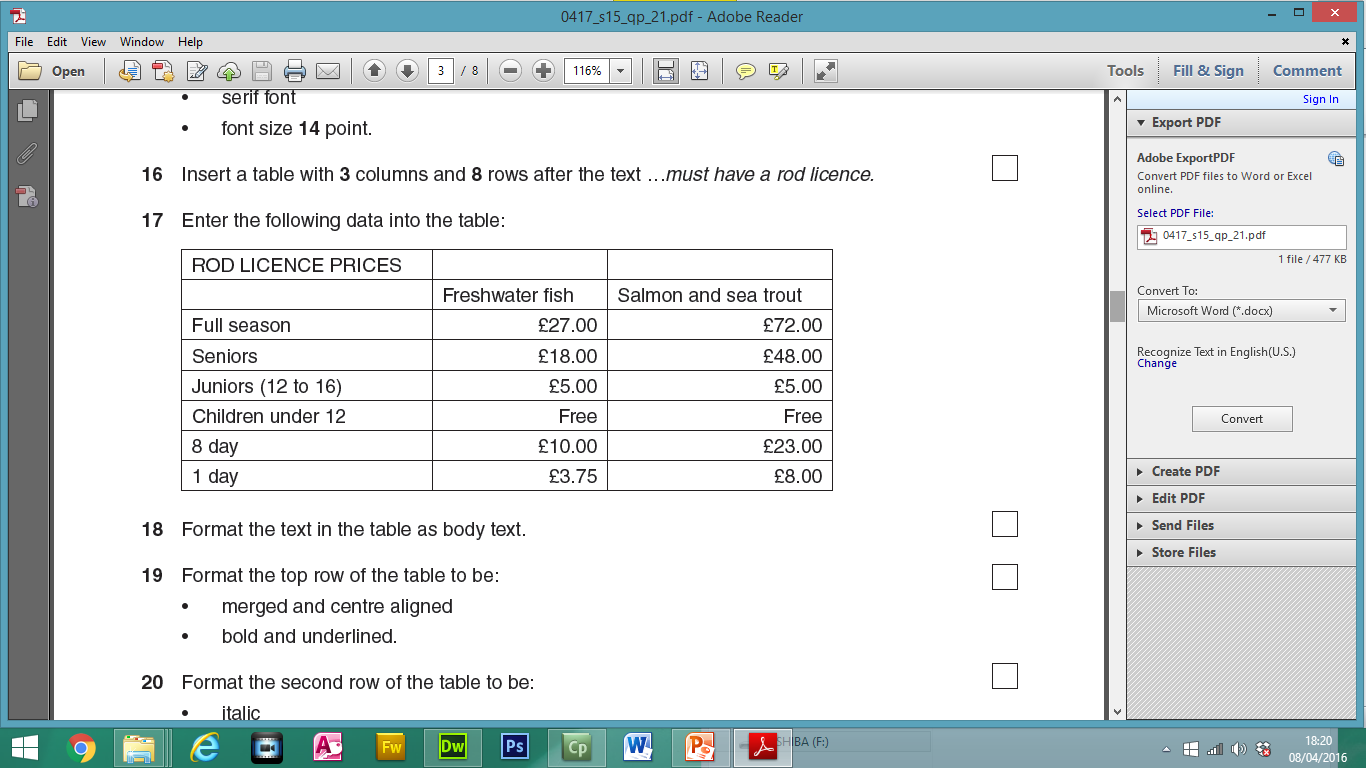 0417_s15_qp_21.pdf - Adobe Reader
File Edit View Window Help
Open 3 / 8 116% Tools Fill & Sign Comment
• serif font
• font size 14 point.
16 Insert a table with 3 columns and 8 rows after the text …must have a rod licence.
17 Enter the following data into the table:
ROD LICENCE PRICES
Freshwater fish Salmon and sea trout
Full season £27.00 £72.00
Seniors £18.00 £48.00
Juniors (12 to 16) £5.00 £5.00
Children under 12 Free Free
8 day £10.00 £23.00
1 day £3.75 £8.00
18 Format the text in the table as body text.
19 Format the top row of the table to be:
• merged and centre aligned
• bold and underlined.
20 Format the second row of the table to be:
• italic
Sign In
Export PDF
Adobe ExportPDF
Convert PDF files to Word or Excel
online.
Select PDF File:
0417_s15_qp_21.pdf
1 file / 477 KB
Convert To:
Microsoft Word (*.docx)
Recognize Text in English(U.S.)
Change
Convert
Create PDF
Edit PDF
Send Files
Store Files
Fw Dw Ps Cp (F:)
18:20
08/04/2016